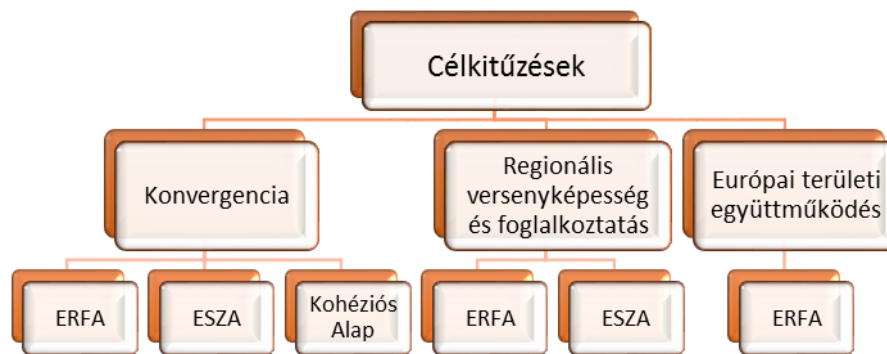 Célkitűzések
Konvergencia
Regionális
versenyképesség
és foglalkoztatás
Európai területi
együttműködés
ERFA
ESZA
Kohéziós
Alap
ERFA
ESZA
ERFA